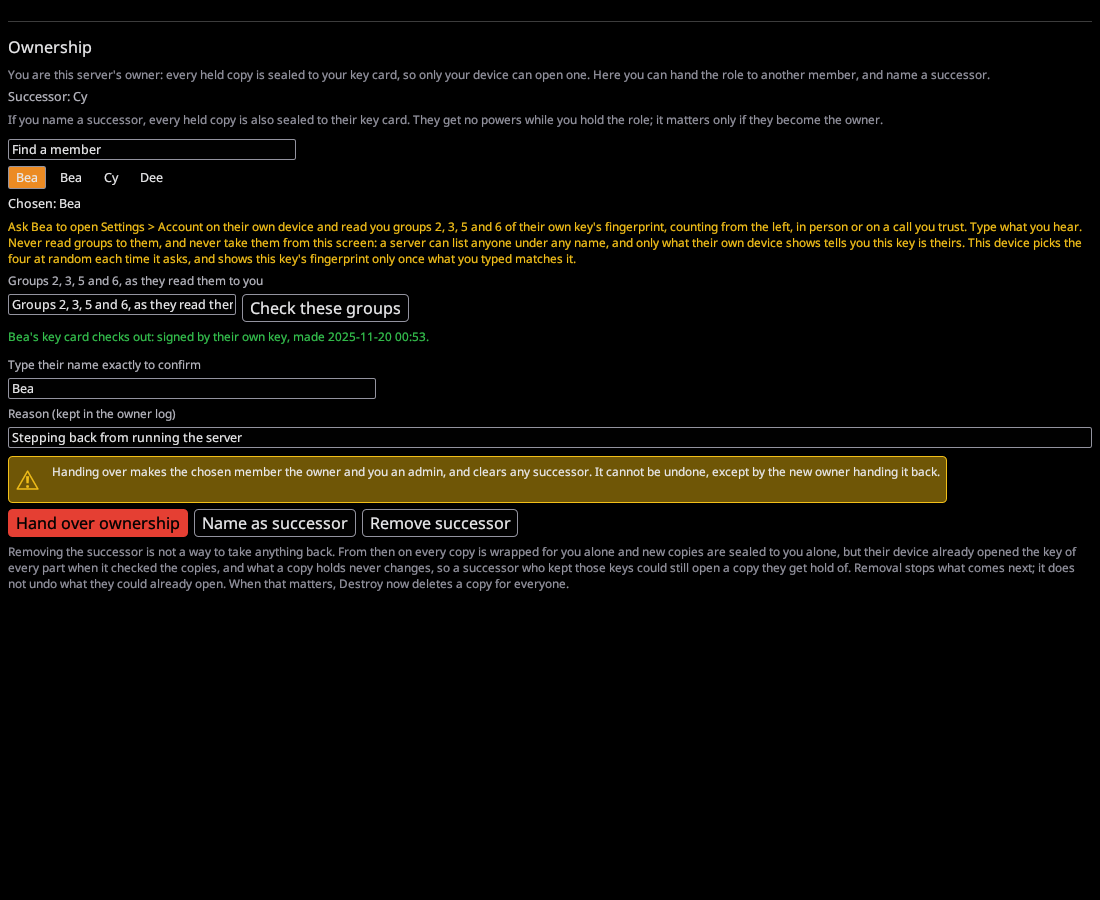 Ownership
You are this server's owner: every held copy is sealed to your key card, so only your device can open one. Here you can hand the role to another member, and name a successor.
Successor: Cy
If you name a successor, every held copy is also sealed to their key card. They get no powers while you hold the role; it matters only if they become the owner.
Find a member
Bea Bea Cy Dee
Chosen: Bea
Ask Bea to open Settings > Account on their own device and read you groups 2, 3, 5 and 6 of their own key's fingerprint, counting from the left, in person or on a call you trust. Type what you hear.
Never read groups to them, and never take them from this screen: a server can list anyone under any name, and only what their own device shows tells you this key is theirs. This device picks the
four at random each time it asks, and shows this key's fingerprint only once what you typed matches it.
Groups 2, 3, 5 and 6, as they read them to you
Groups 2, 3, 5 and 6, as they read ther Check these groups
Bea's key card checks out: signed by their own key, made 2025-11-20 00:53.
Type their name exactly to confirm
Bea
Reason (kept in the owner log)
Stepping back from running the server
Handing over makes the chosen member the owner and you an admin, and clears any successor. It cannot be undone, except by the new owner handing it back.
Hand over ownership Name as successor Remove successor
Removing the successor is not a way to take anything back. From then on every copy is wrapped for you alone and new copies are sealed to you alone, but their device already opened the key of
every part when it checked the copies, and what a copy holds never changes, so a successor who kept those keys could still open a copy they get hold of. Removal stops what comes next; it does
not undo what they could already open. When that matters, Destroy now deletes a copy for everyone.